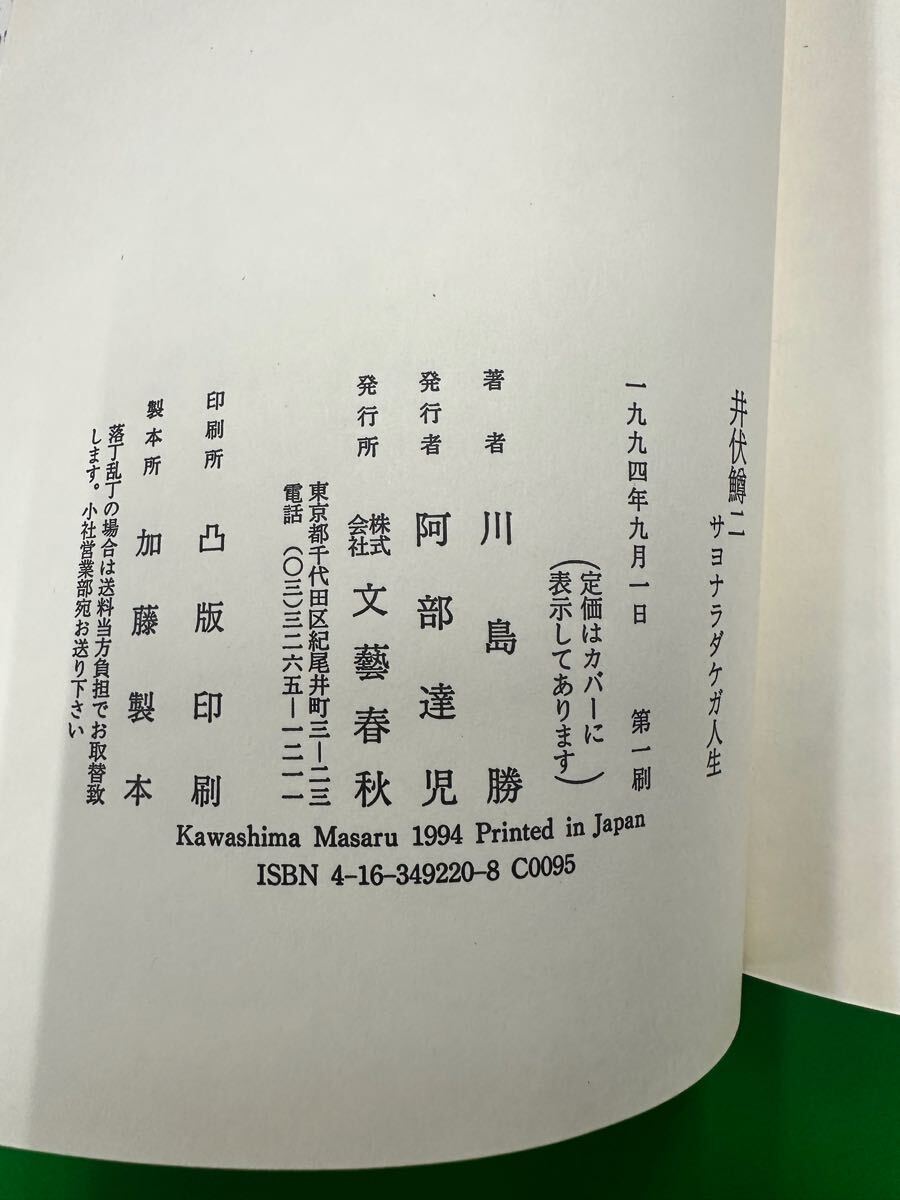 井伏鱒二
サヨナラダケガ人生
一九九四年九月一日　第一刷
(定価はカバーに
表示してあります)
著者　川島　勝
発行者　阿部達児
発行所　株式会社　文藝春秋
東京都千代田区紀尾井町三―二三
電話　(〇三)三二六五―一二一一
印刷所　凸版印刷
製本所　加藤製本
落丁乱丁の場合は送料当方負担でお取替致
します。小社営業部宛お送り下さい
Kawashima Masaru 1994 Printed in Japan
ISBN 4-16-349220-8 C0095